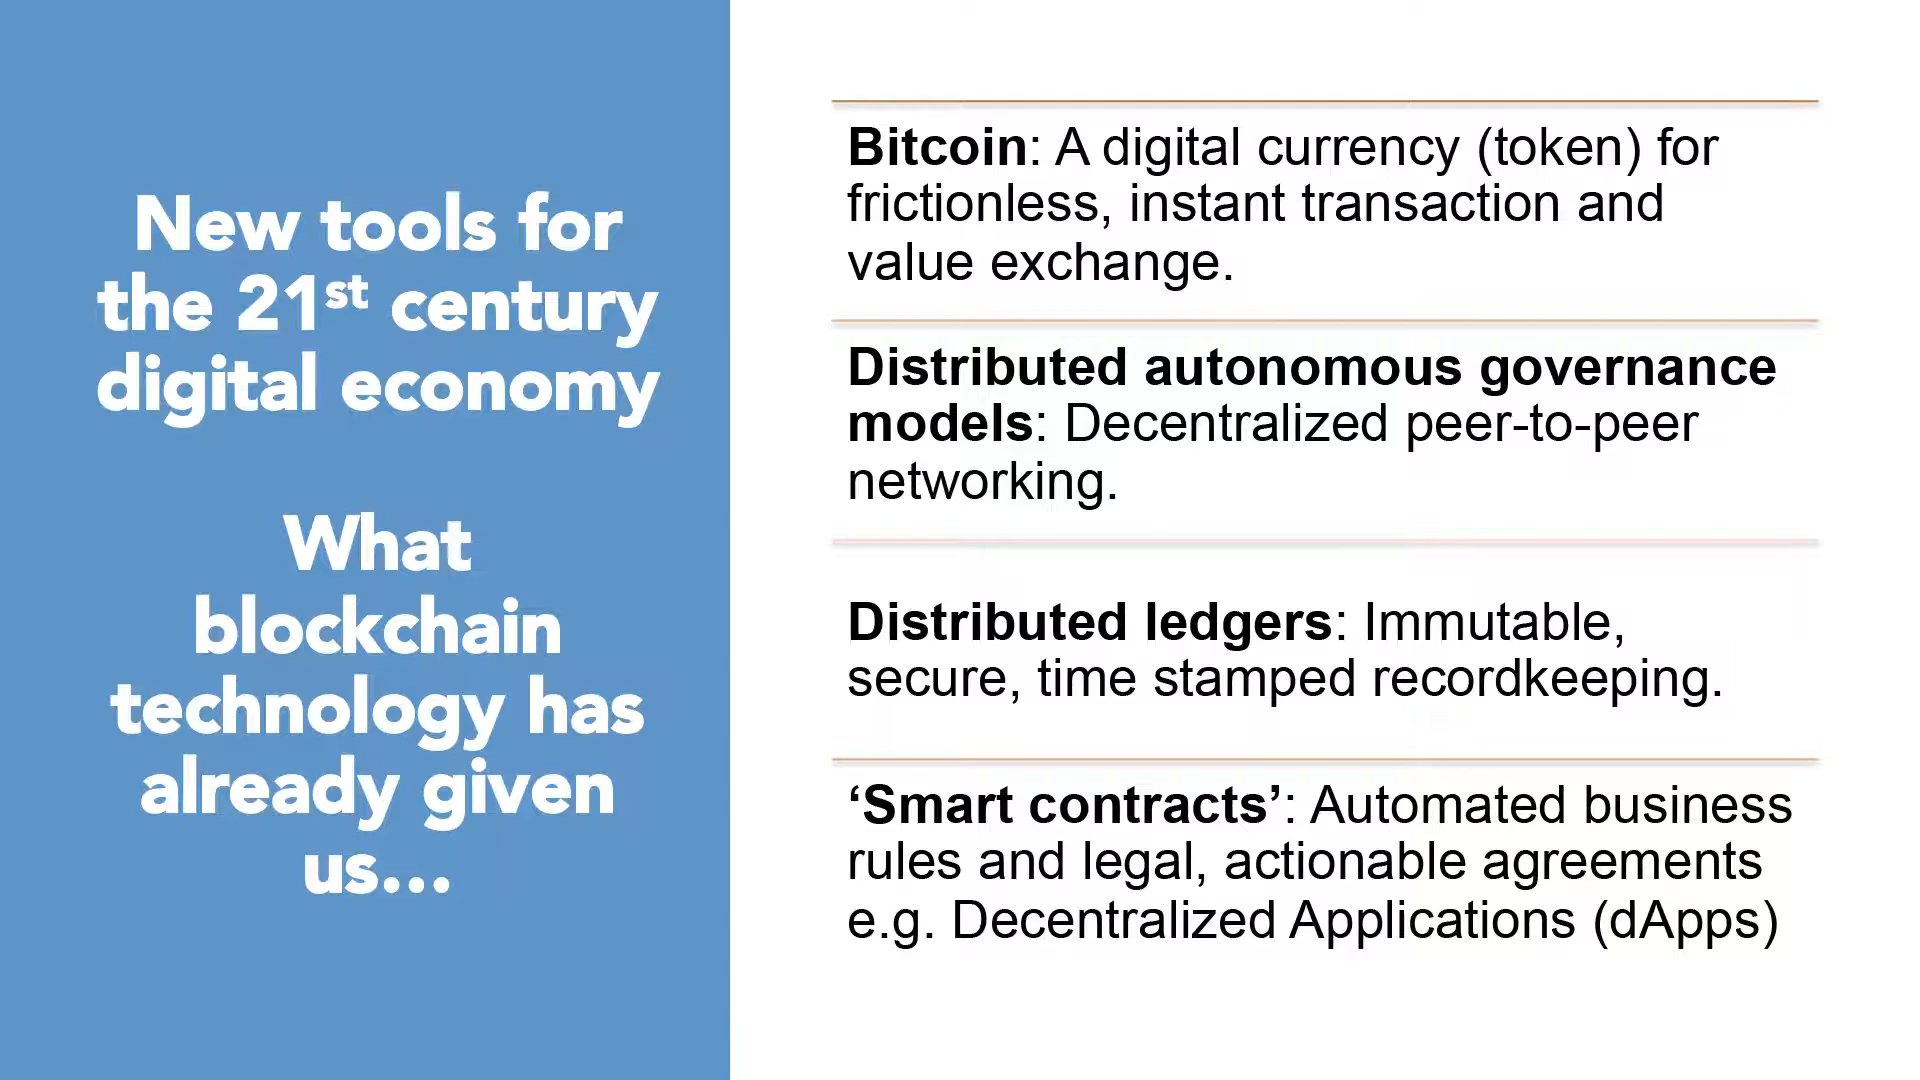 New tools for
the 21st century
digital economy
What
blockchain
technology has
already given
us...
Bitcoin: A digital currency (token) for
frictionless, instant transaction and
value exchange.
Distributed autonomous governance
models: Decentralized peer-to-peer
networking.
Distributed ledgers: Immutable,
secure, time stamped recordkeeping.
‘Smart contracts’: Automated business
rules and legal, actionable agreements
e.g. Decentralized Applications (dApps)